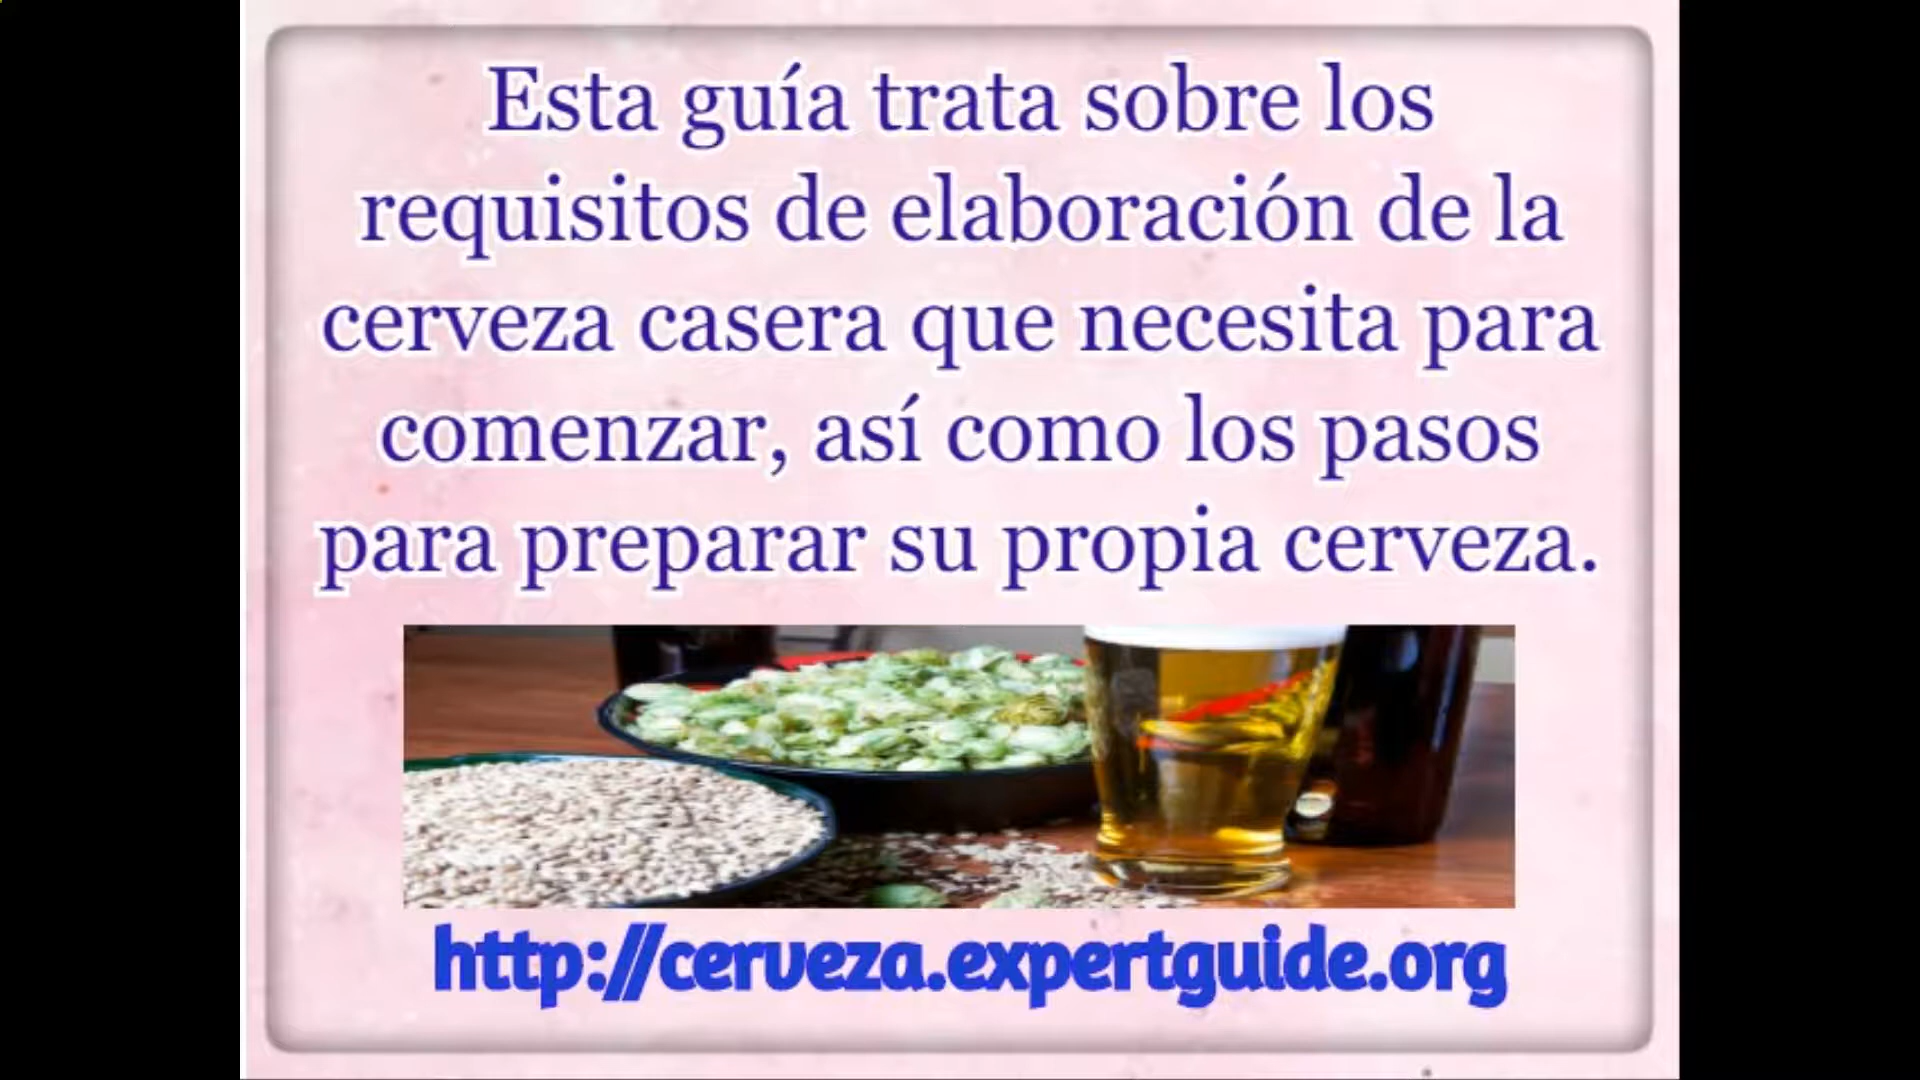 Esta guía trata sobre los
requisitos de elaboración de la
cerveza casera que necesita para
comenzar, así como los pasos
para preparar su propia cerveza.
http://cerveza.expertguide.org